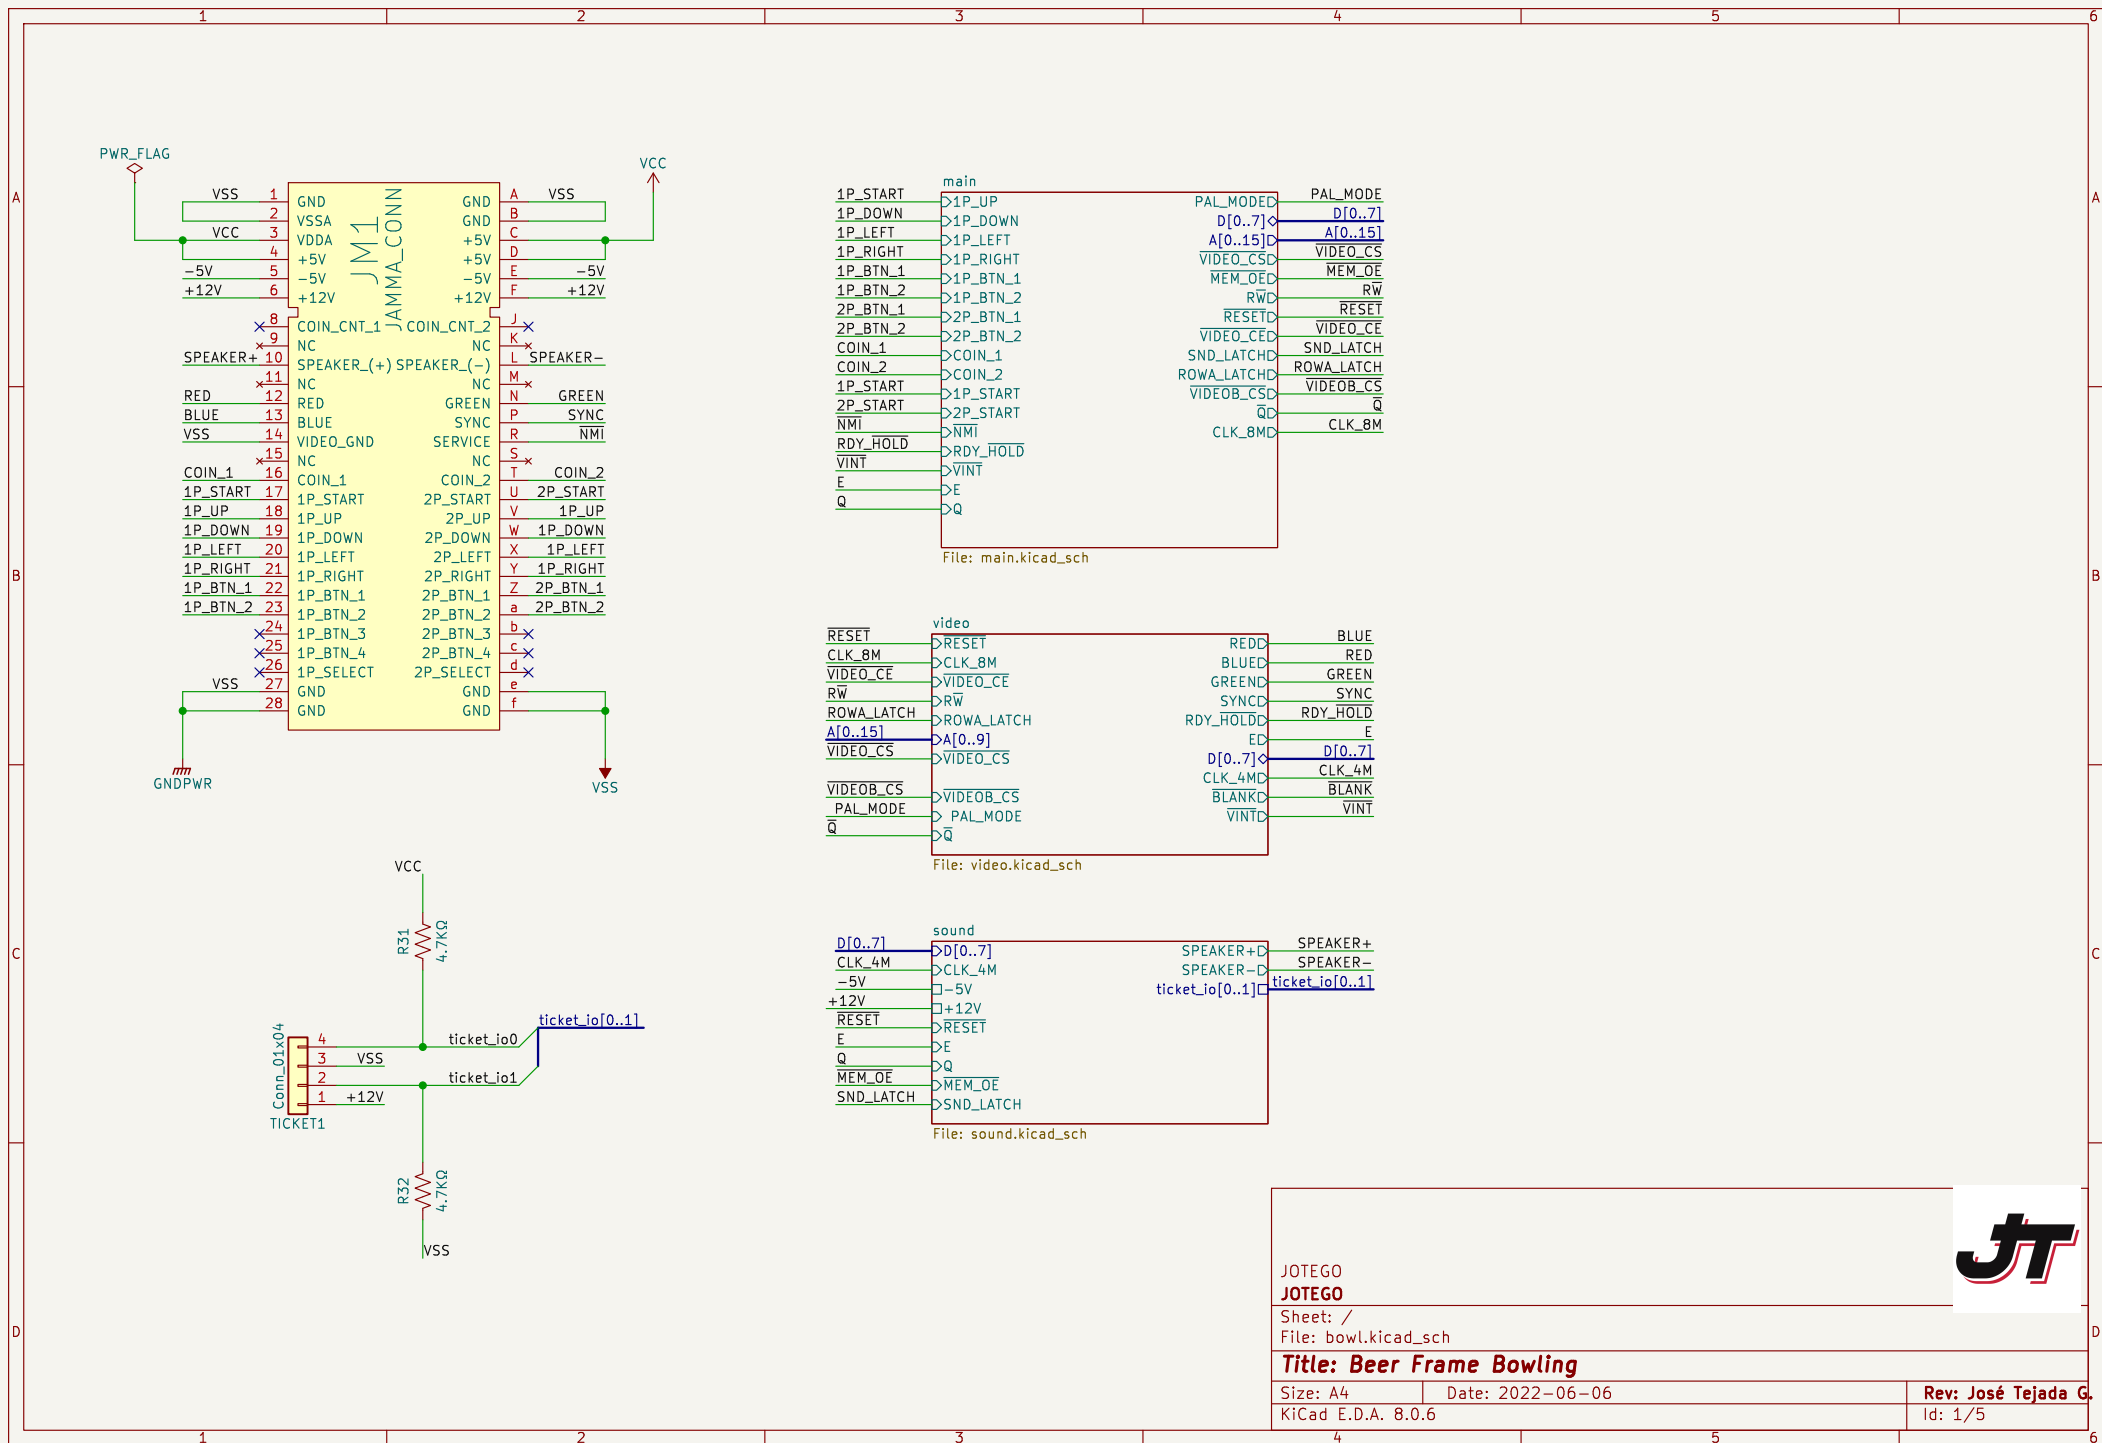 1 2 3 4 5 6
A A
B B
C C
D D
PWR_FLAG
VCC
JM1
JAMMA_CONN
VSS 1 GND GND A VSS
2 VSSA GND B
VCC 3 VDDA +5V C
4 +5V +5V D
-5V 5 -5V -5V E -5V
+12V 6 +12V +12V F +12V
8 COIN_CNT_1 COIN_CNT_2 J
9 NC NC K
SPEAKER+ 10 SPEAKER_(+) SPEAKER_(-) L SPEAKER-
11 NC NC M
RED 12 RED GREEN N GREEN
BLUE 13 BLUE SYNC P SYNC
VSS 14 VIDEO_GND SERVICE R NMI
15 NC NC S
COIN_1 16 COIN_1 COIN_2 T COIN_2
1P_START 17 1P_START 2P_START U 2P_START
1P_UP 18 1P_UP 2P_UP V 1P_UP
1P_DOWN 19 1P_DOWN 2P_DOWN W 1P_DOWN
1P_LEFT 20 1P_LEFT 2P_LEFT X 1P_LEFT
1P_RIGHT 21 1P_RIGHT 2P_RIGHT Y 1P_RIGHT
1P_BTN_1 22 1P_BTN_1 2P_BTN_1 Z 2P_BTN_1
1P_BTN_2 23 1P_BTN_2 2P_BTN_2 a 2P_BTN_2
24 1P_BTN_3 2P_BTN_3 b
25 1P_BTN_4 2P_BTN_4 c
26 1P_SELECT 2P_SELECT d
VSS 27 GND GND e
28 GND GND f
GNDPWR
VSS
VCC
R31
4.7KΩ
Conn_01x04
4 ticket_io0 ticket_io[0..1]
3 VSS
2 ticket_io1
1 +12V
TICKET1
R32
4.7KΩ
VSS
main
1P_START 1P_UP PAL_MODE PAL_MODE
1P_DOWN 1P_DOWN D[0..7] D[0..7]
1P_LEFT 1P_LEFT A[0..15] A[0..15]
1P_RIGHT 1P_RIGHT VIDEO_CS VIDEO_CS
1P_BTN_1 1P_BTN_1 MEM_OE MEM_OE
1P_BTN_2 1P_BTN_2 RW RW
2P_BTN_1 2P_BTN_1 RESET RESET
2P_BTN_2 2P_BTN_2 VIDEO_CE VIDEO_CE
COIN_1 COIN_1 SND_LATCH SND_LATCH
COIN_2 COIN_2 ROWA_LATCH ROWA_LATCH
1P_START 1P_START VIDEOB_CS VIDEOB_CS
2P_START 2P_START Q Q
NMI NMI CLK_8M CLK_8M
RDY_HOLD RDY_HOLD
VINT VINT
E E
Q Q
File: main.kicad_sch
video
RESET RESET RED BLUE
CLK_8M CLK_8M BLUE RED
VIDEO_CE VIDEO_CE GREEN GREEN
RW RW SYNC SYNC
ROWA_LATCH ROWA_LATCH RDY_HOLD RDY_HOLD
A[0..15] A[0..9] E E
VIDEO_CS VIDEO_CS D[0..7] D[0..7]
CLK_4M CLK_4M
VIDEOB_CS VIDEOB_CS BLANK BLANK
PAL_MODE PAL_MODE VINT VINT
Q Q
File: video.kicad_sch
sound
D[0..7] D[0..7] SPEAKER+ SPEAKER+
CLK_4M CLK_4M SPEAKER- SPEAKER-
-5V -5V ticket_io[0..1] ticket_io[0..1]
+12V +12V
RESET RESET
E E
Q Q
MEM_OE MEM_OE
SND_LATCH SND_LATCH
File: sound.kicad_sch
JT
JOTEGO
JOTEGO
Sheet: /
File: bowl.kicad_sch
Title: Beer Frame Bowling
Size: A4 Date: 2022-06-06 Rev: José Tejada G.
KiCad E.D.A. 8.0.6 Id: 1/5
1 2 3 4 5 6